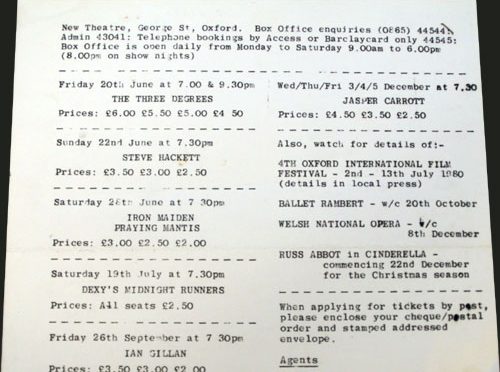 New Theatre, George St, Oxford. Box Office enquiries (0865) 44544
Admin 43041: Telephone bookings by Access or Barclaycard only 44545:
Box Office is open daily from Monday to Saturday 9.00am to 6.00pm
(8.00pm on show nights)
Friday 20th June at 7.00 & 9.30pm
THE THREE DEGREES
Prices: £6.00 £5.50 £5.00 £4 50
Sunday 22nd June at 7.30pm
STEVE HACKETT
Prices: £3 50 £3.00 £2.50
Saturday 28th June at 7.30pm
IRON MAIDEN
PRAYING MANTIS
Prices: £3.00 £2.50 £2.00
Saturday 19th July at 7.30pm
DEXY'S MIDNIGHT RUNNERS
Prices: All seats £2.50
Friday 26th September at 7 30pm
IAN GILLAN
Prices: £3.50 £3.00 £2.00
Wed/Thu/Fri 3/4/5 December at 7.30
JASPER CARROTT
Prices: £4.50 £3.50 £2.50
Also, watch for details of:-
4TH OXFORD INTERNATIONAL FILM
FESTIVAL - 2nd - 13th July 1980
(details in local press)
BALLET RAMBERT - w/c 20th October
WELSH NATIONAL OPERA - w/c
8th December
RUSS ABBOT in CINDERELLA -
commencing 22nd December
for the Christmas season
When applying for tickets by post,
please enclose your cheque/postal
order and stamped addressed
envelope.
Agents